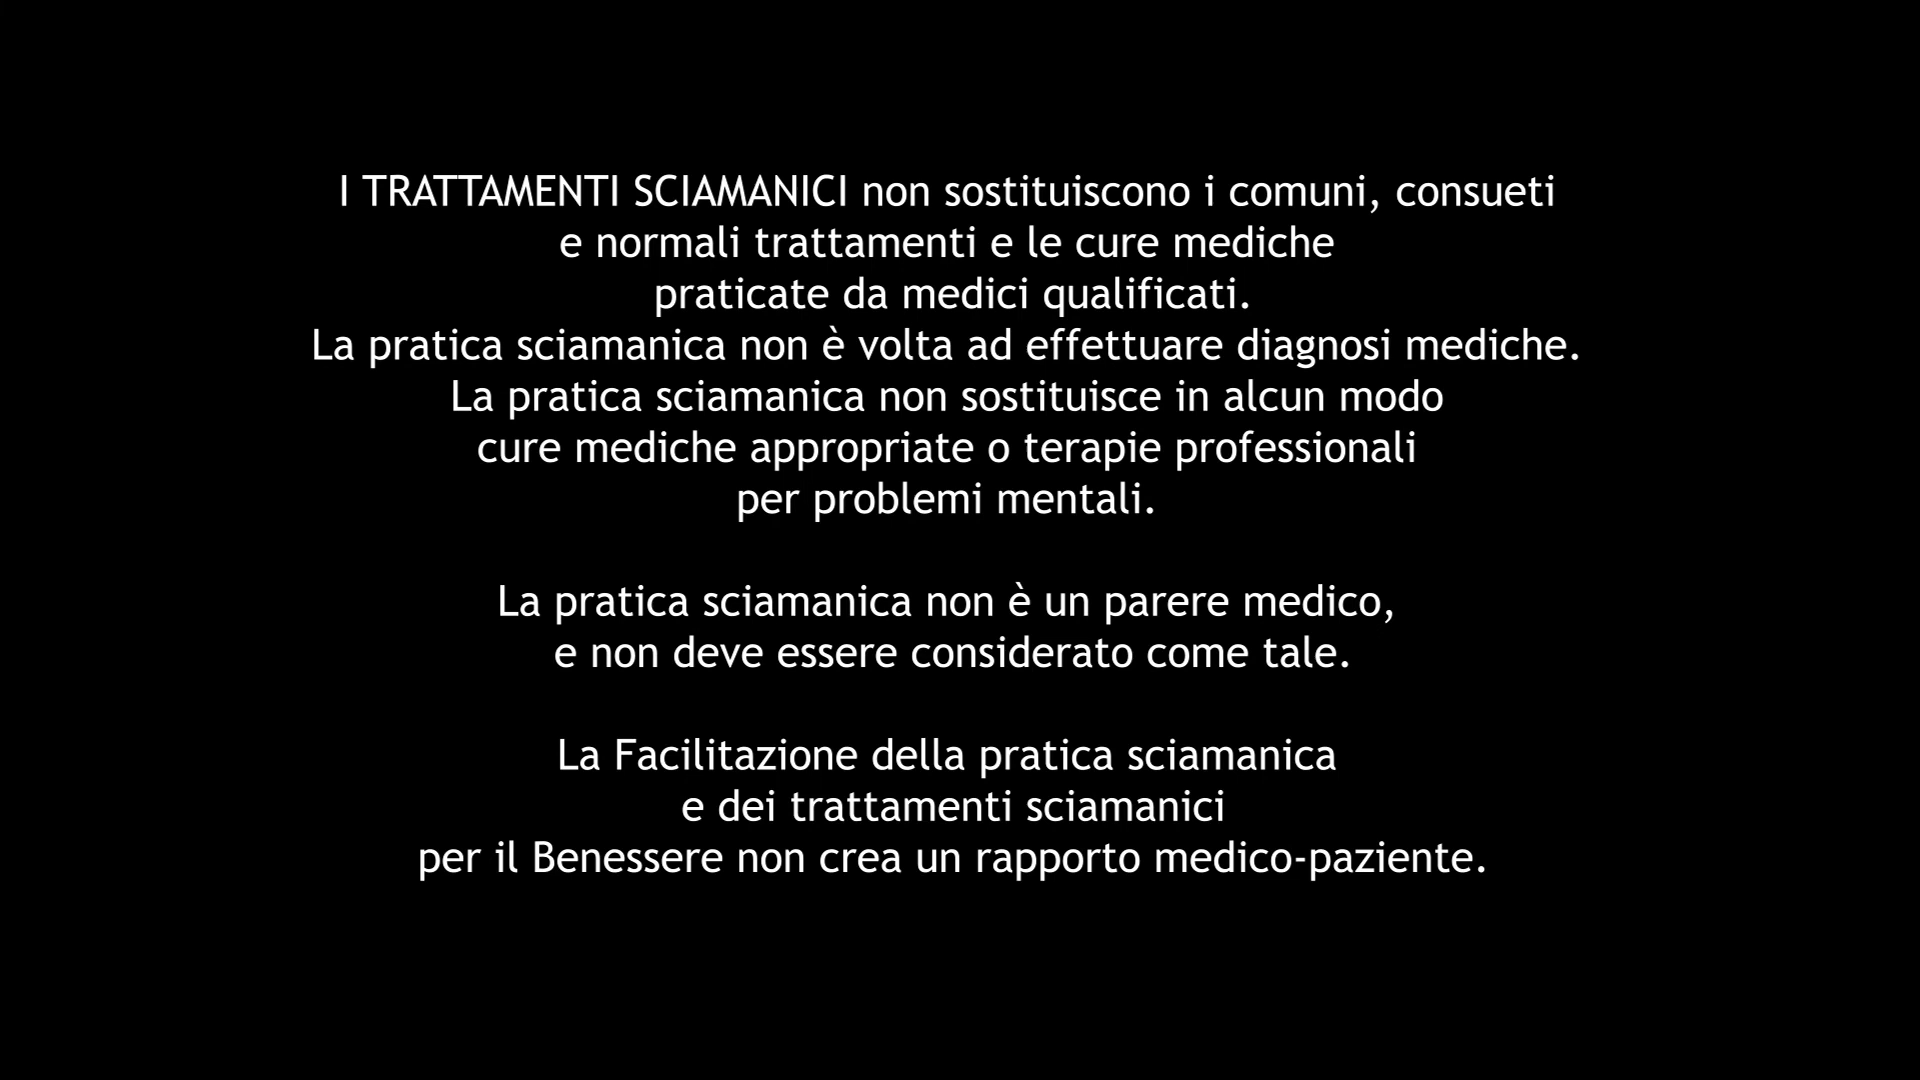 I TRATTAMENTI SCIAMANICI non sostituiscono i comuni, consueti
e normali trattamenti e le cure mediche
praticate da medici qualificati.
La pratica sciamanica non è volta ad effettuare diagnosi mediche.
La pratica sciamanica non sostituisce in alcun modo
cure mediche appropriate o terapie professionali
per problemi mentali.
La pratica sciamanica non è un parere medico,
e non deve essere considerato come tale.
La Facilitazione della pratica sciamanica
e dei trattamenti sciamanici
per il Benessere non crea un rapporto medico-paziente.